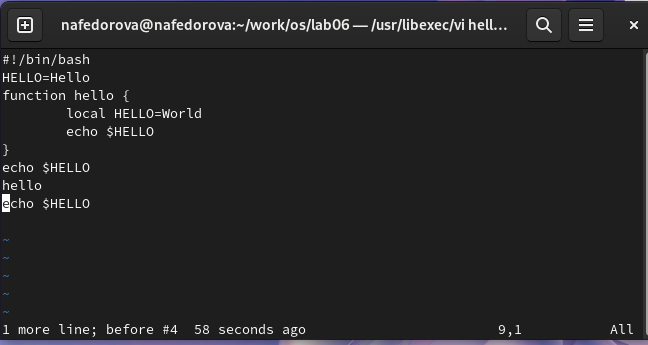 nafedorova@nafedorova:~/work/os/lab06 — /usr/libexec/vi hell...
#!/bin/bash
HELLO=Hello
function hello {
        local HELLO=World
        echo $HELLO
}
echo $HELLO
hello
echo $HELLO
~
~
~
~
~
1 more line; before #4  58 seconds ago                        9,1           All